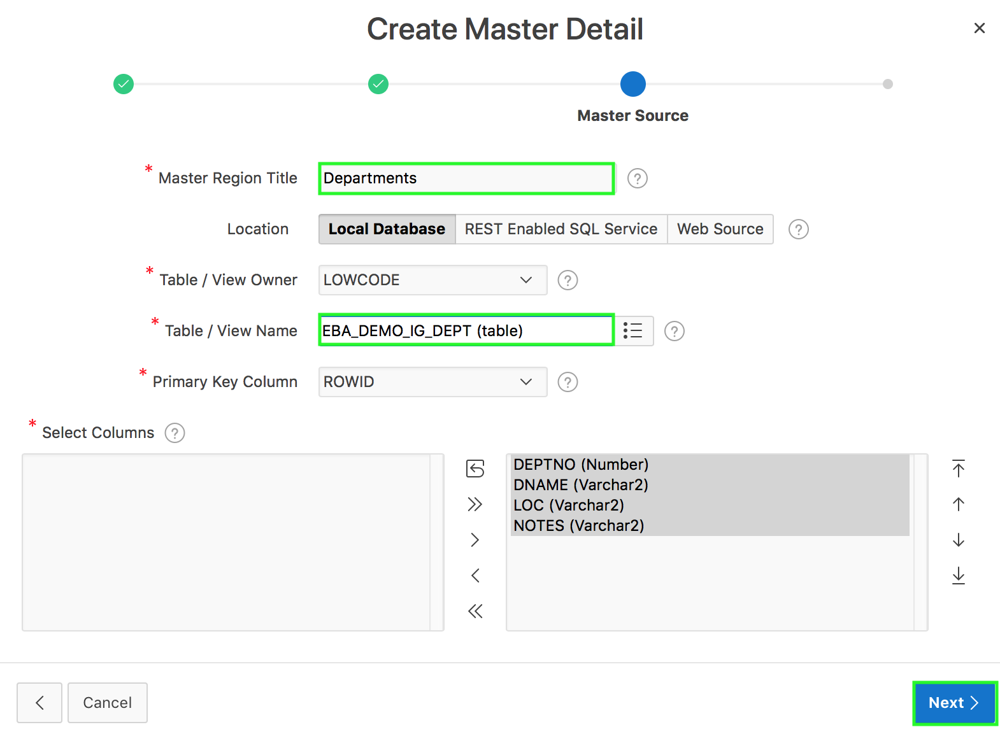 Create Master Detail
Master Source
* Master Region Title Departments ?
Location Local Database REST Enabled SQL Service Web Source ?
* Table / View Owner LOWCODE ?
* Table / View Name EBA_DEMO_IG_DEPT (table) ?
* Primary Key Column ROWID ?
* Select Columns ?
DEPTNO (Number)
DNAME (Varchar2)
LOC (Varchar2)
NOTES (Varchar2)
Cancel Next